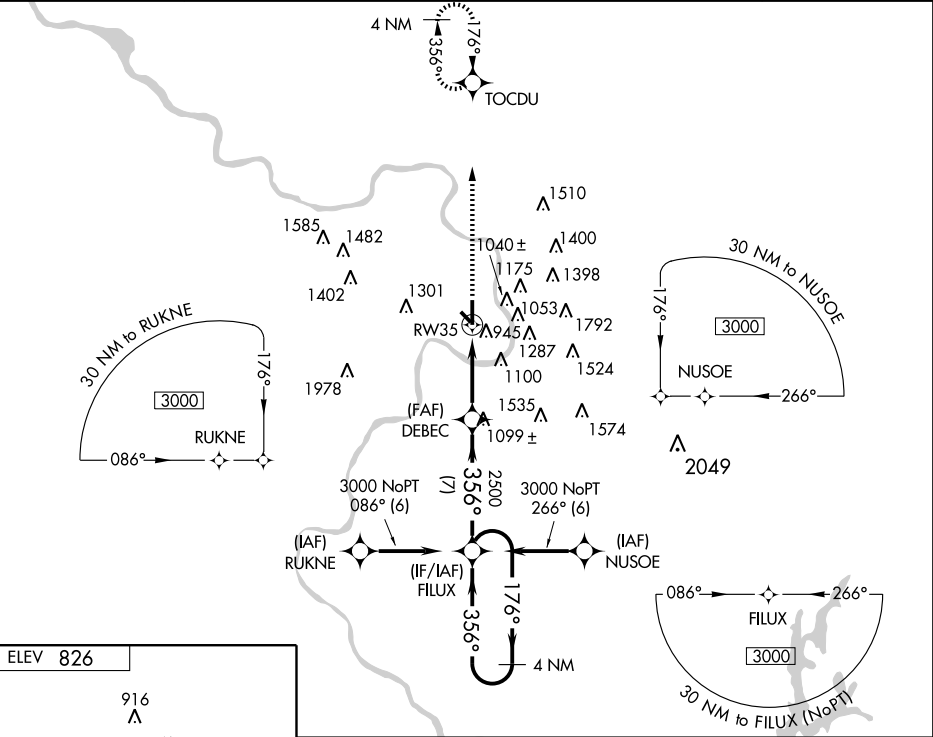 4 NM
176°
356°
TOCDU
1510
1585
1482
1040 ±
1400
1175
1398
1402
1301
1053
RW35
945
1792
1287
1524
1100
1978
30 NM to RUKNE
3000
176°
RUKNE
086°
30 NM to NUSOE
176°
3000
NUSOE
266°
(FAF)
DEBEC
1535
1099 ±
1574
2049
3000 NoPT
086° (6)
356°
2500
(7)
3000 NoPT
266° (6)
(IAF)
RUKNE
(IF/IAF)
FILUX
(IAF)
NUSOE
176°
356°
4 NM
086°
266°
FILUX
3000
30 NM to FILUX (NoPT)
ELEV 826
916